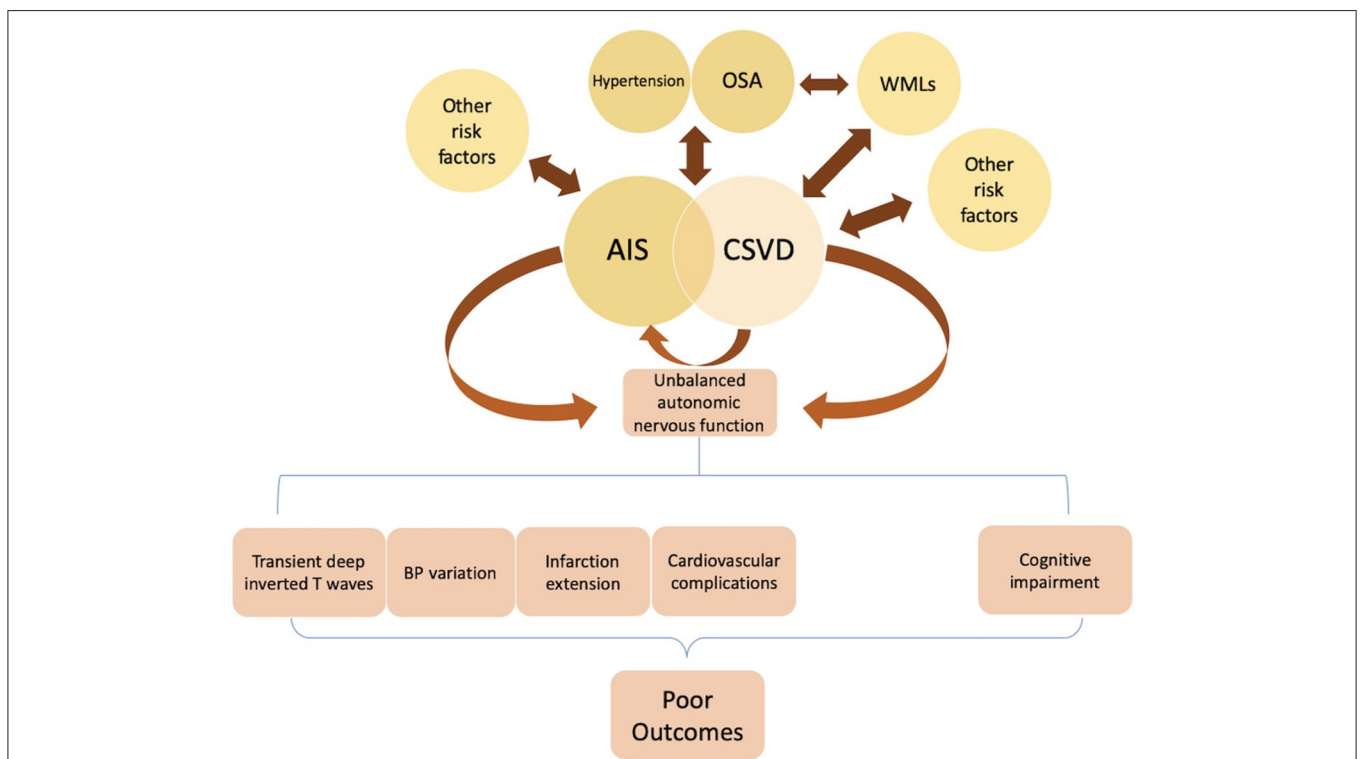 Hypertension
OSA
WMLs
Other
risk
factors
Other
risk
factors
AIS
CSVD
Unbalanced
autonomic
nervous function
Transient deep
inverted T waves
BP variation
Infarction
extension
Cardiovascular
complications
Cognitive
impairment
Poor
Outcomes